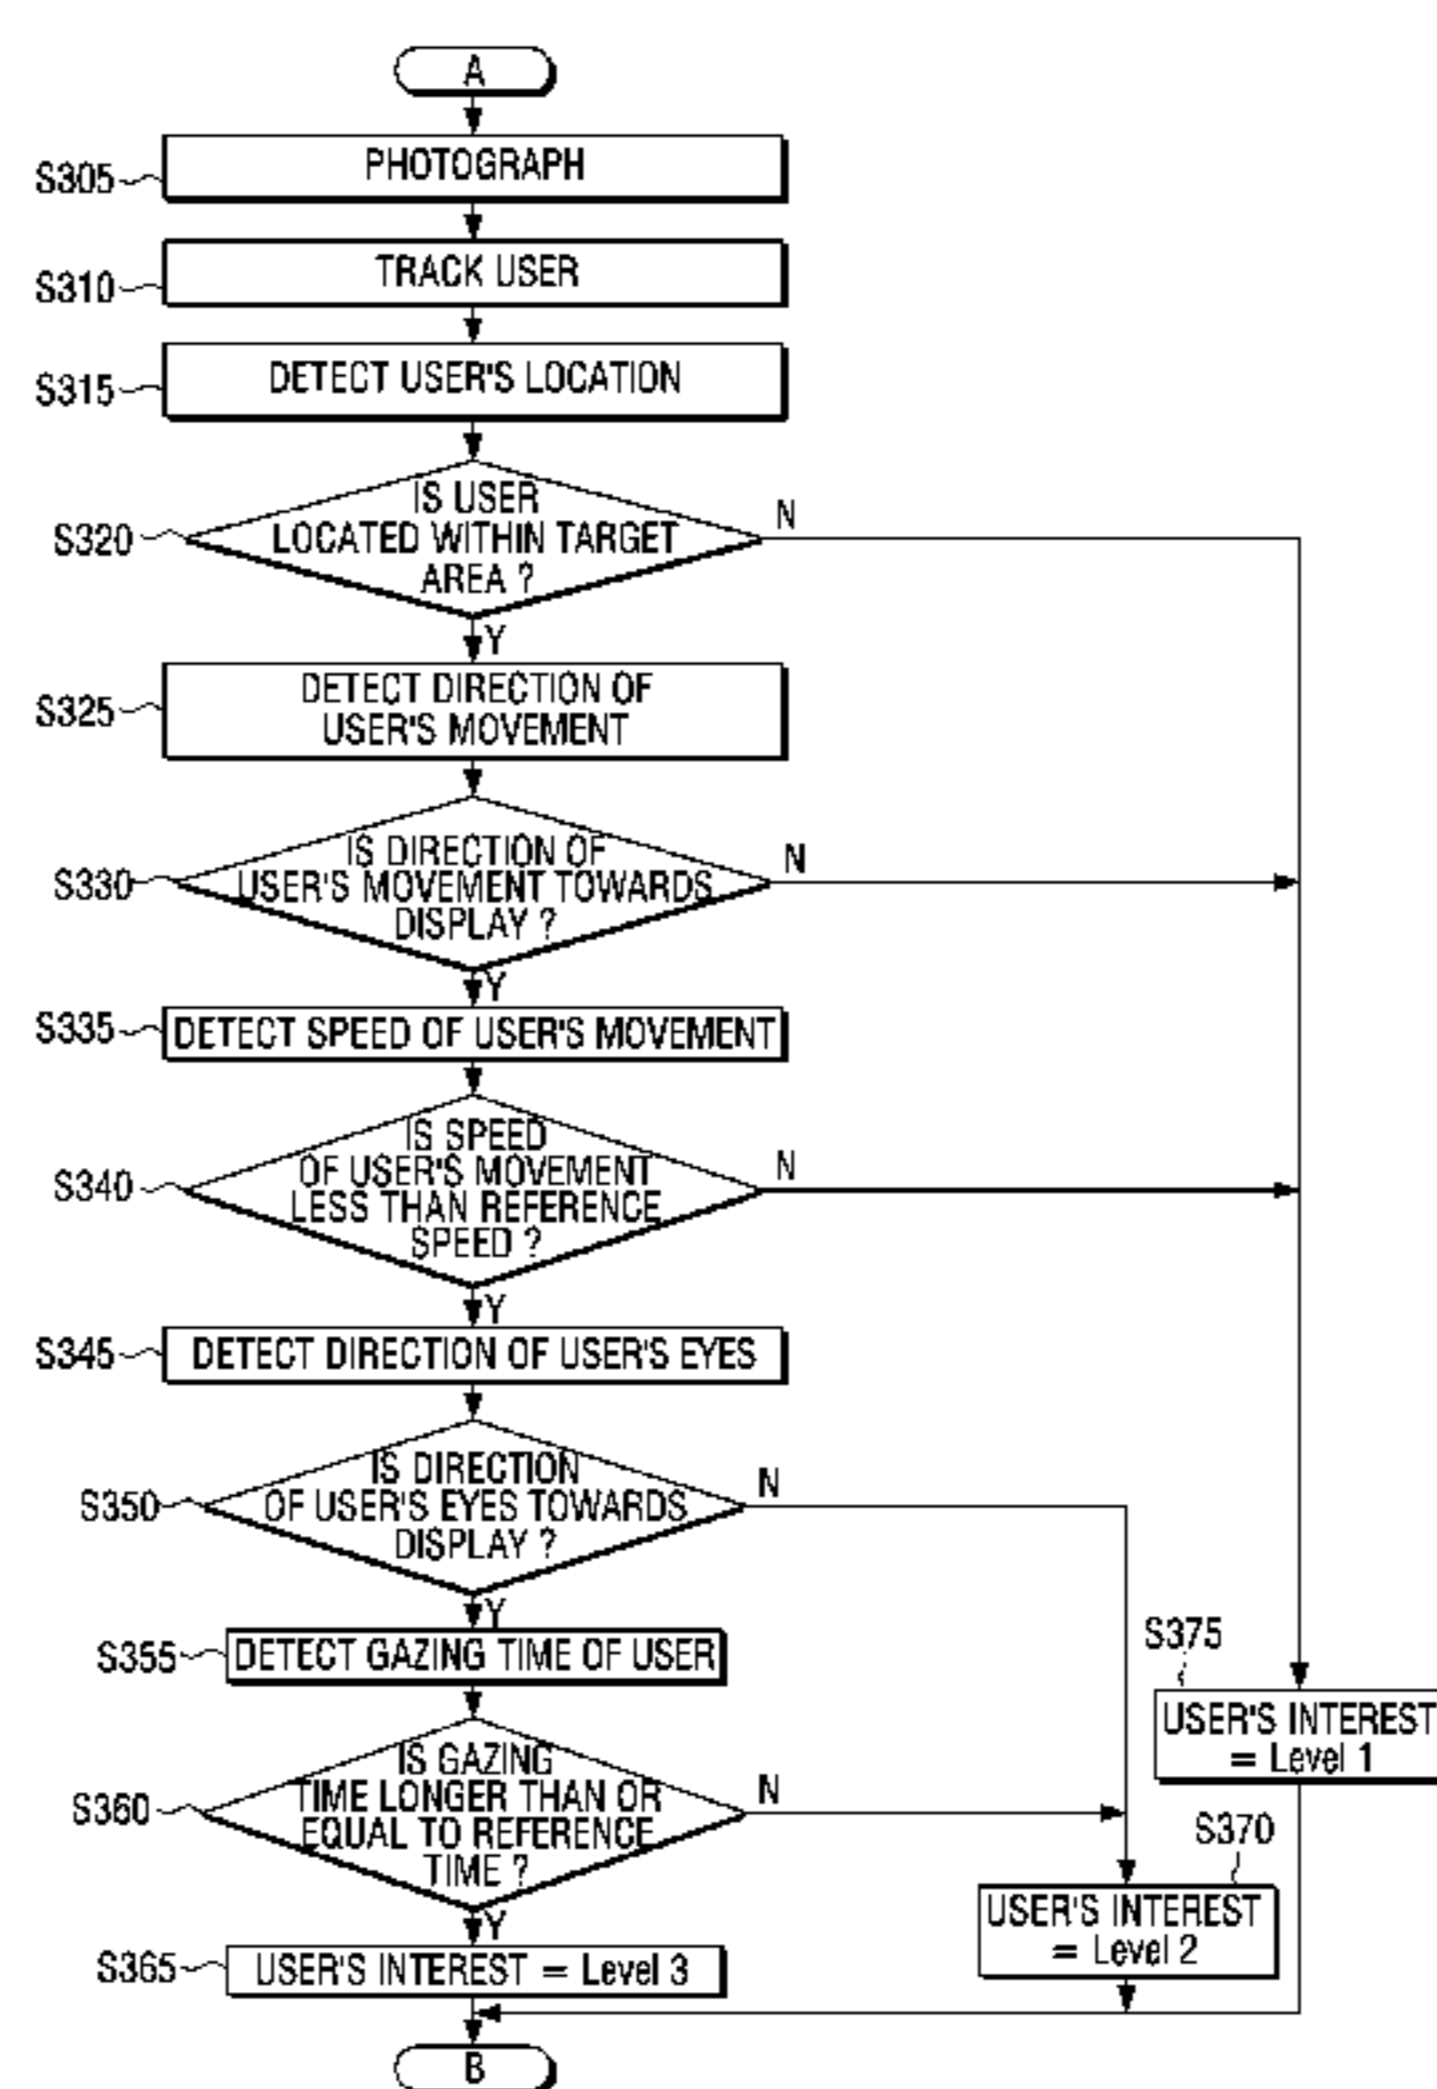 A
S305
PHOTOGRAPH
S310
TRACK USER
S315
DETECT USER'S LOCATION
S320
IS USER
LOCATED WITHIN TARGET
AREA ?
N
Y
S325
DETECT DIRECTION OF
USER'S MOVEMENT
S330
IS DIRECTION OF
USER'S MOVEMENT TOWARDS
DISPLAY ?
N
Y
S335
DETECT SPEED OF USER'S MOVEMENT
S340
IS SPEED
OF USER'S MOVEMENT
LESS THAN REFERENCE
SPEED ?
N
Y
S345
DETECT DIRECTION OF USER'S EYES
S350
IS DIRECTION
OF USER'S EYES TOWARDS
DISPLAY ?
N
Y
S355
DETECT GAZING TIME OF USER
S375
USER'S INTEREST
= Level 1
S360
IS GAZING
TIME LONGER THAN OR
EQUAL TO REFERENCE
TIME ?
N
Y
S370
USER'S INTEREST
= Level 2
S365
USER'S INTEREST = Level 3
B